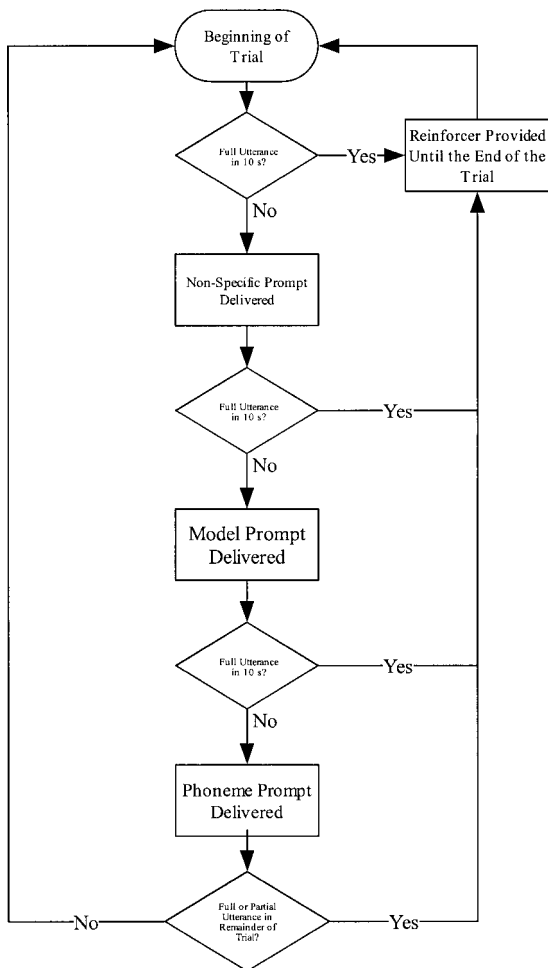 Beginning of
Trial
Full Utterance
in 10 s?
Yes
Reinforcer Provided
Until the End of the
Trial
No
Non-Specific Prompt
Delivered
Full Utterance
in 10 s?
Yes
No
Model Prompt
Delivered
Full Utterance
in 10 s?
Yes
No
Phoneme Prompt
Delivered
Full or Partial
Utterance in
Remainder of
Trial?
No
Yes